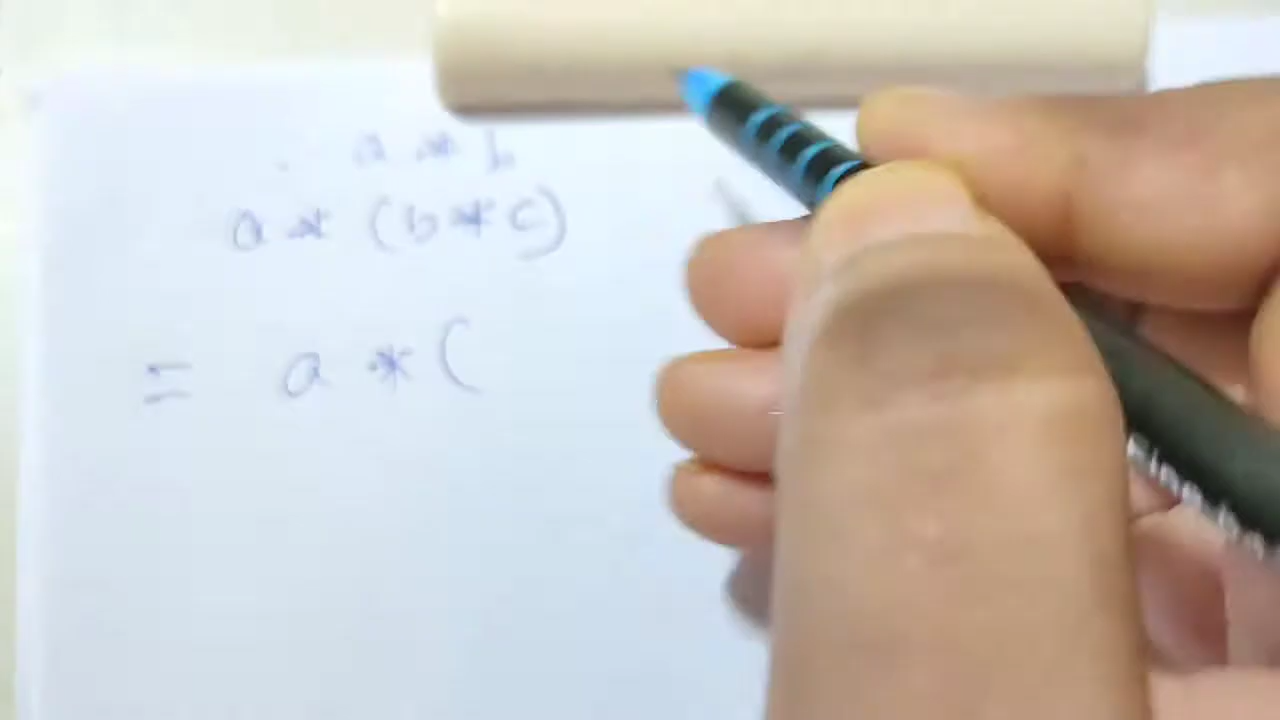 a * b
a * (b * c)
= a * (